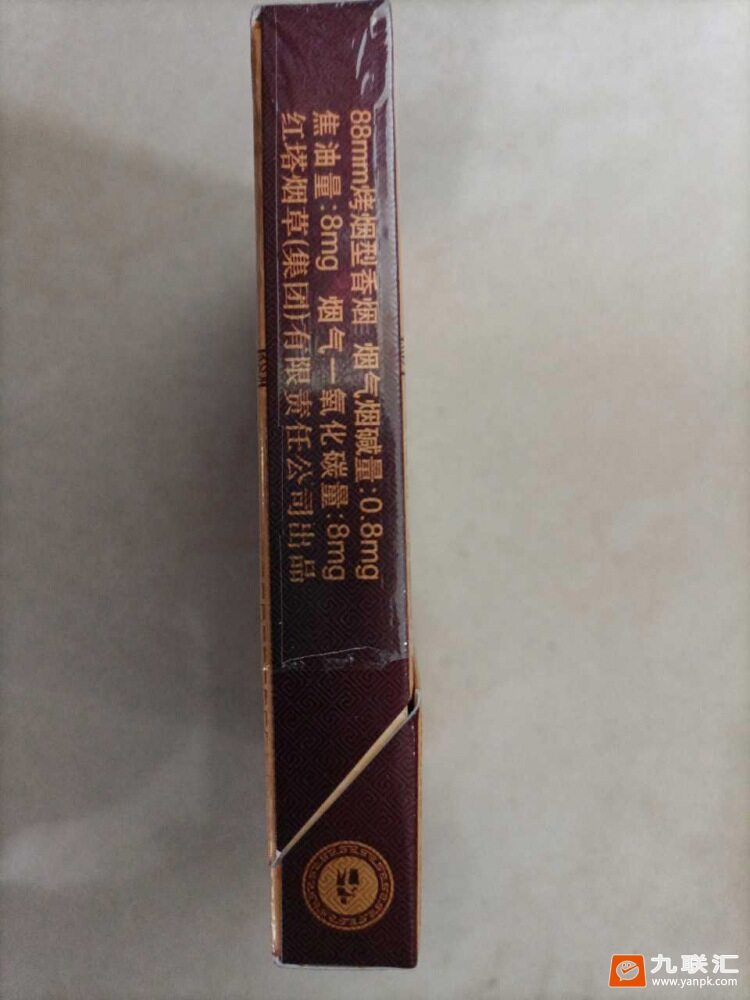 88mm烤烟型香烟 烟气烟碱量:0.8mg
焦油量:8mg 烟气一氧化碳量:8mg
红塔烟草(集团)有限责任公司出品
九联汇
www.yanpk.com